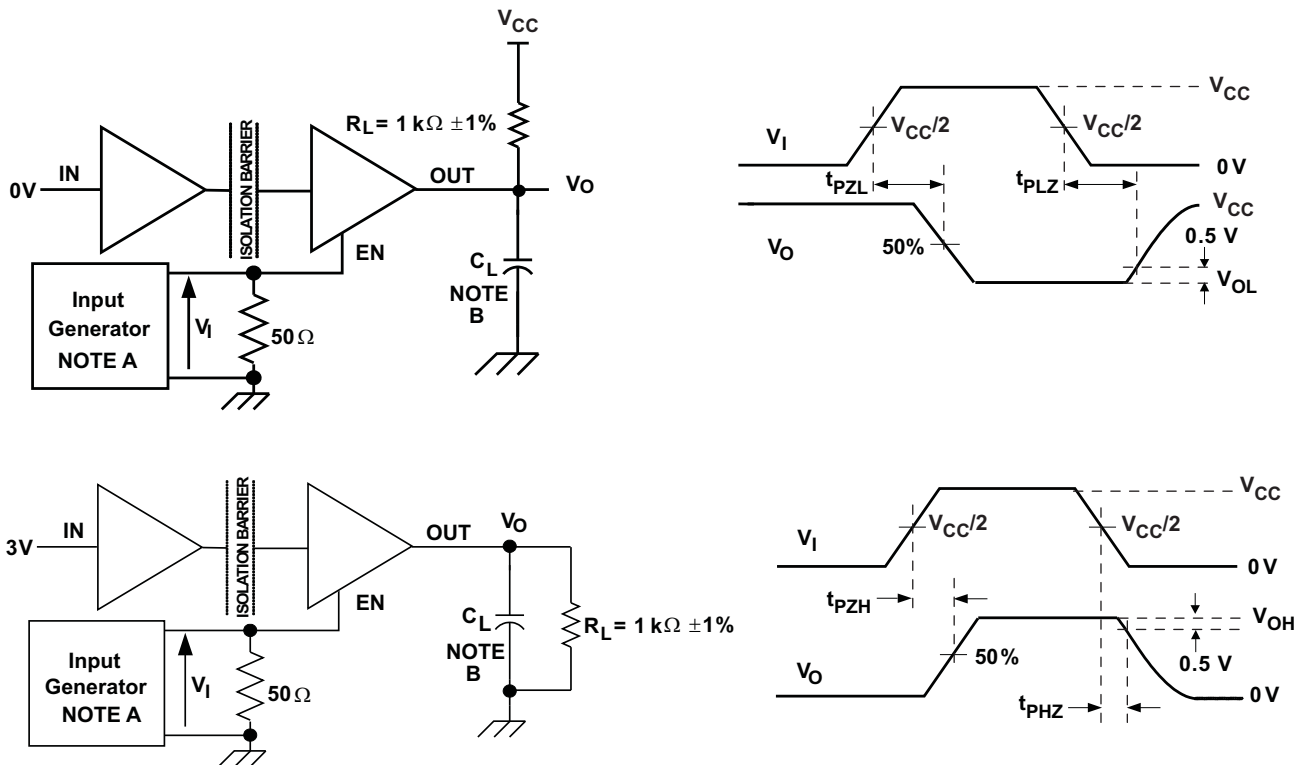 VCC
RL = 1 kΩ ±1%
ISOLATION BARRIER
0V
IN
OUT
VO
EN
Input
Generator
NOTE A
VI
50 Ω
CL
NOTE
B
VCC
VCC/2
VCC/2
VI
0 V
tPZL
tPLZ
VCC
0.5 V
VO
50%
VOL
ISOLATION BARRIER
3V
IN
OUT
VO
EN
CL
NOTE
B
RL = 1 kΩ ±1%
Input
Generator
NOTE A
VI
50 Ω
VCC
VI
VCC/2
VCC/2
0 V
tPZH
VOH
50%
0.5 V
VO
tPHZ
0 V